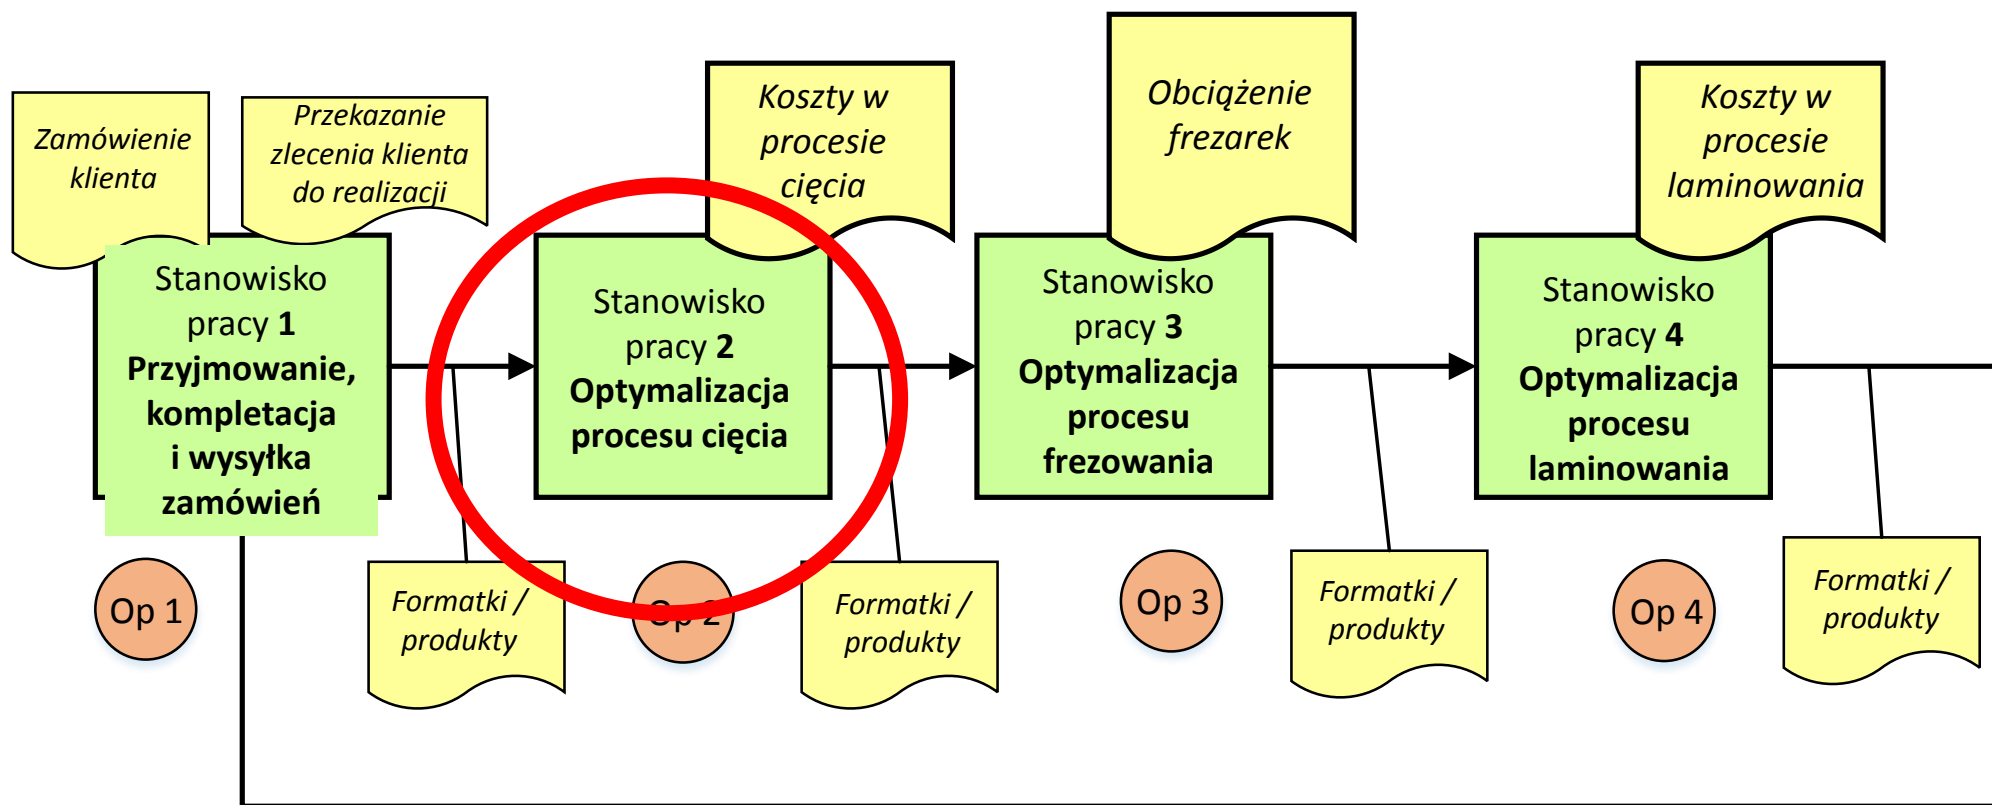 Zamówienie
klienta
Przekazanie
zlecenia klienta
do realizacji
Koszty w
procesie
cięcia
Obciążenie
frezarek
Koszty w
procesie
laminowania
Stanowisko
pracy 1
Przyjmowanie,
kompletacja
i wysyłka
zamówień
Stanowisko
pracy 2
Optymalizacja
procesu cięcia
Stanowisko
pracy 3
Optymalizacja
procesu
frezowania
Stanowisko
pracy 4
Optymalizacja
procesu
laminowania
Op 1
Formatki /
produkty
Op 2
Formatki /
produkty
Op 3
Formatki /
produkty
Op 4
Formatki /
produkty